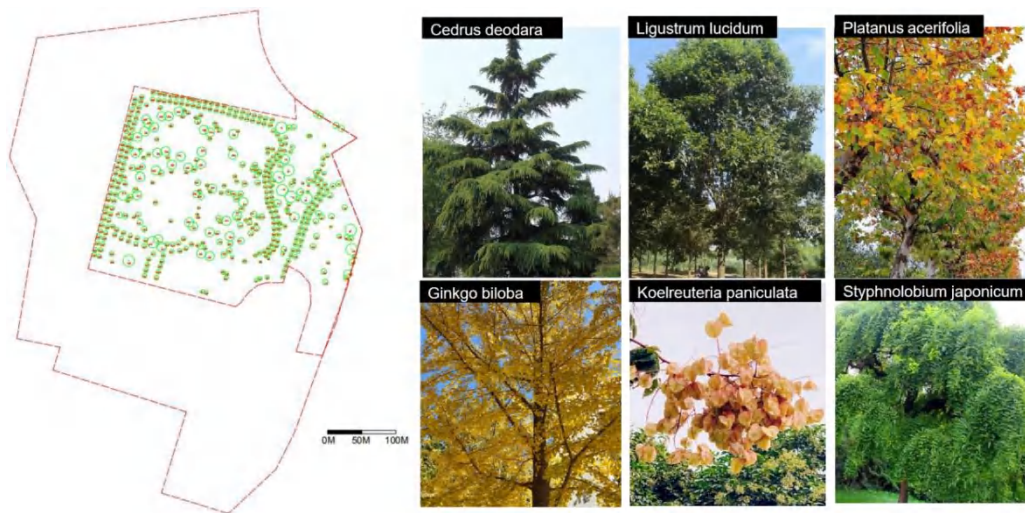 Cedrus deodara
Ligustrum lucidum
Platanus acerifolia
Ginkgo biloba
Koelreuteria paniculata
Styphnolobium japonicum
0M 50M 100M